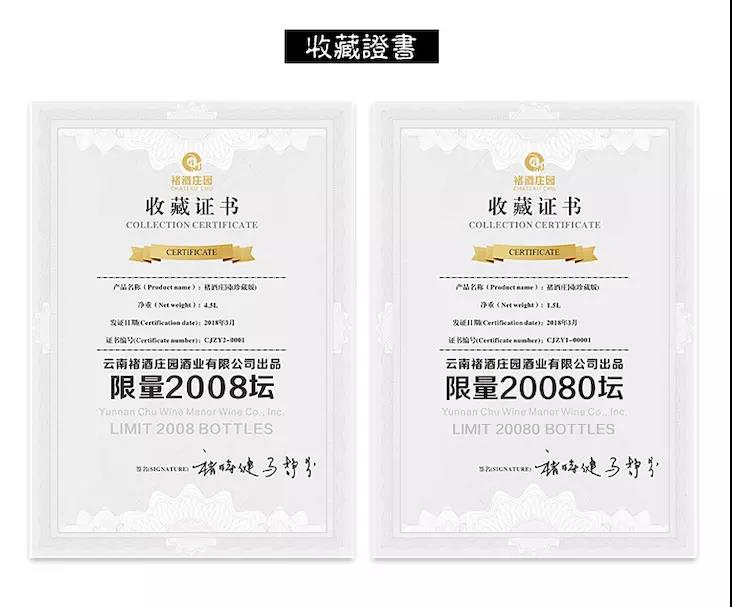 收藏證書
褚酒庄园
CHATEAU CHU
收藏证书
COLLECTION CERTIFICATE
CERTIFICATE
产品名称（Product name）：褚酒庄园(珍藏版)
净重（Net weight）：4.5L
发证日期(Certification date)：2018年3月
证书编号(Certificate number)：CJZY2-0001
云南褚酒庄园酒业有限公司出品
限量2008坛
Yunnan Chu Wine Manor Wine Co., Inc.
LIMIT 2008 BOTTLES
签名(SIGNATURE) 褚时健 马静芬
褚酒庄园
CHATEAU CHU
收藏证书
COLLECTION CERTIFICATE
CERTIFICATE
产品名称（Product name）：褚酒庄园(珍藏版)
净重（Net weight）：1.5L
发证日期(Certification date)：2018年3月
证书编号(Certificate number)：CJZY1-00001
云南褚酒庄园酒业有限公司出品
限量20080坛
Yunnan Chu Wine Manor Wine Co., Inc.
LIMIT 20080 BOTTLES
签名(SIGNATURE) 褚时健 马静芬